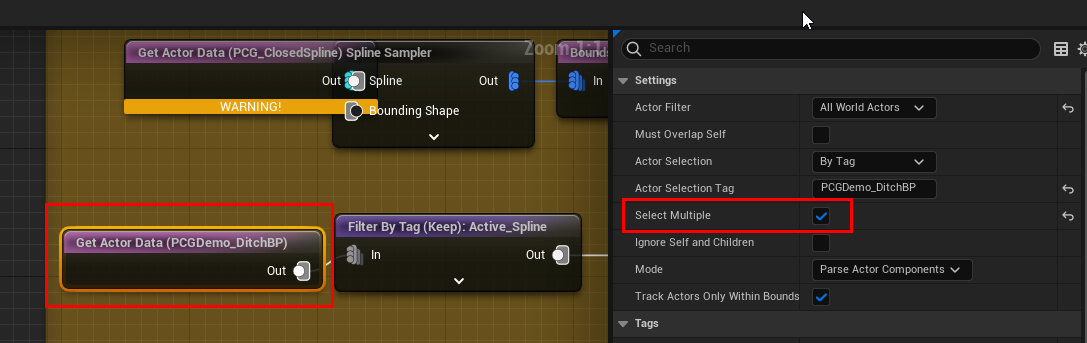 Get Actor Data (PCG_ClosedSpline)
Spline Sampler
Zoom 1:1
Bounds
Out
Spline
Out
In
WARNING!
Bounding Shape
Get Actor Data (PCGDemo_DitchBP)
Out
Filter By Tag (Keep): Active_Spline
In
Out
Search
Settings
Actor Filter
All World Actors
Must Overlap Self
Actor Selection
By Tag
Actor Selection Tag
PCGDemo_DitchBP
Select Multiple
Ignore Self and Children
Mode
Parse Actor Components
Track Actors Only Within Bounds
Tags